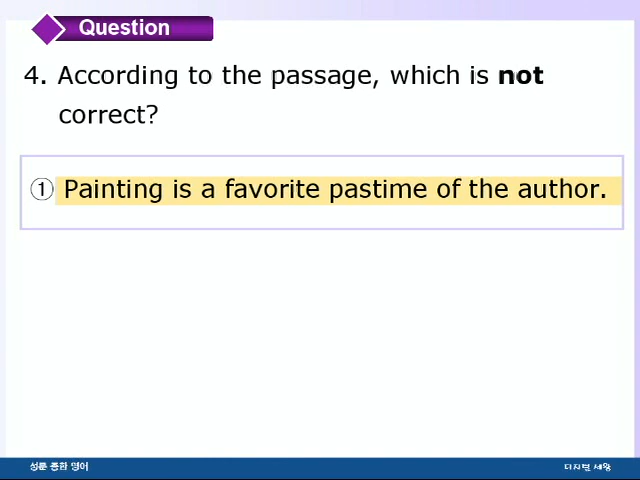 Question
4. According to the passage, which is not
correct?
① Painting is a favorite pastime of the author.
성문 종합 영어
디지털 세상